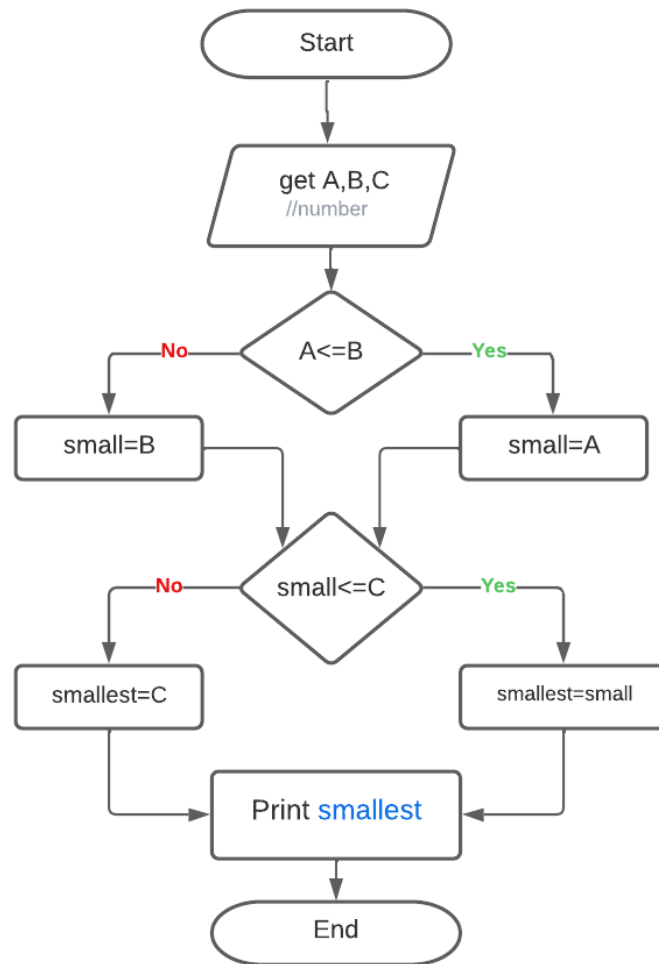 Start
get A,B,C
//number
A<=B
No
Yes
small=B
small=A
small<=C
No
Yes
smallest=C
smallest=small
Print smallest
End